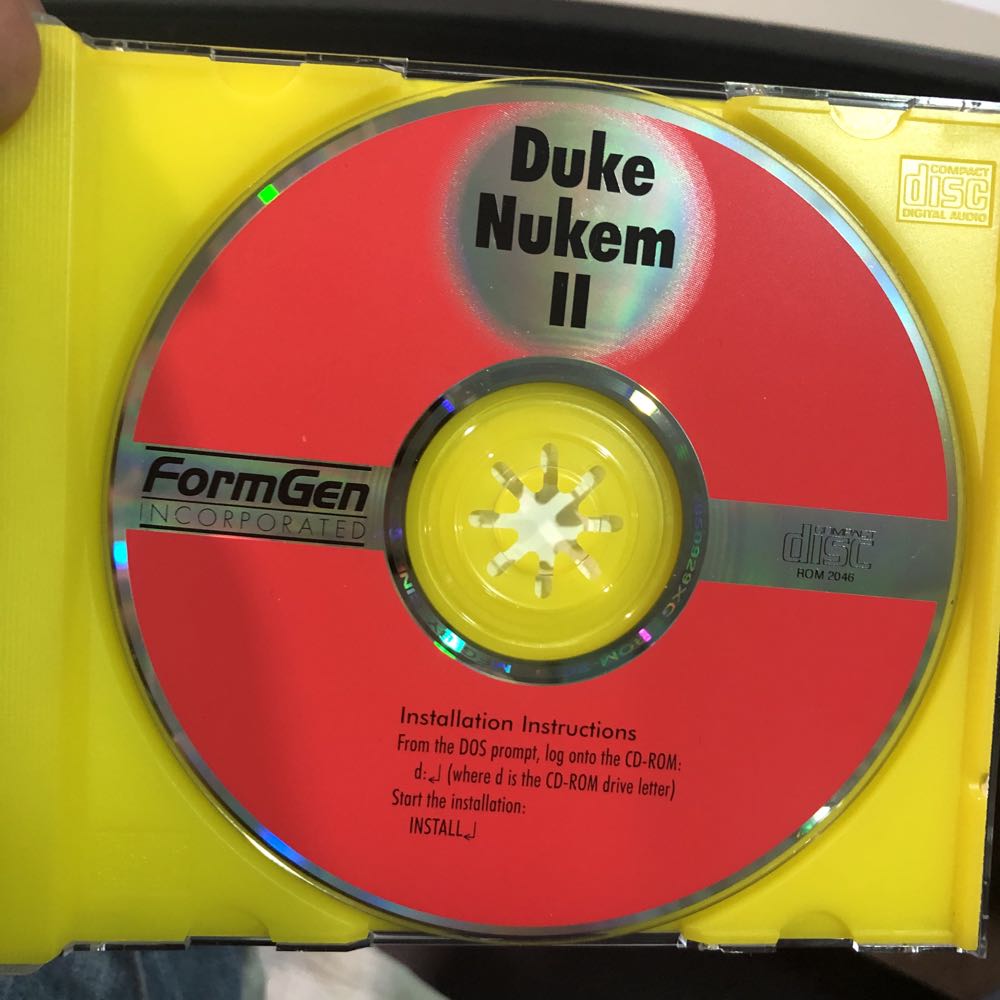 Duke
Nukem
II
COMPACT
disc
DIGITAL AUDIO
FormGen
INCORPORATED
COMPACT
disc
ROM 2046
Installation Instructions
From the DOS prompt, log onto the CD-ROM:
d:↲ (where d is the CD-ROM drive letter)
Start the installation:
INSTALL↲